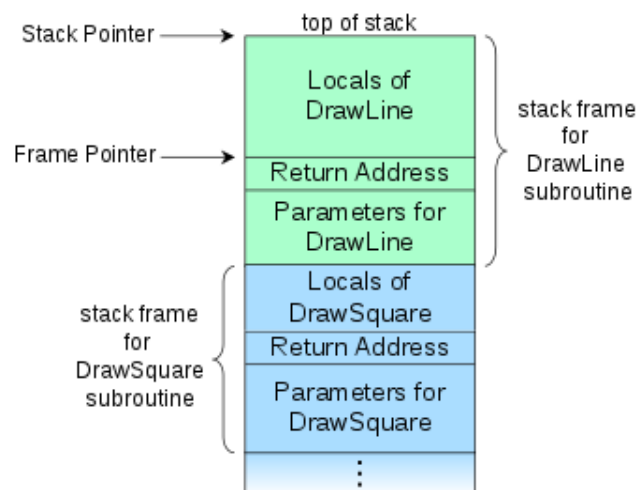 Stack Pointer
top of stack
Locals of
DrawLine
stack frame
for
DrawLine
subroutine
Frame Pointer
Return Address
Parameters for
DrawLine
Locals of
DrawSquare
stack frame
for
DrawSquare
subroutine
Return Address
Parameters for
DrawSquare